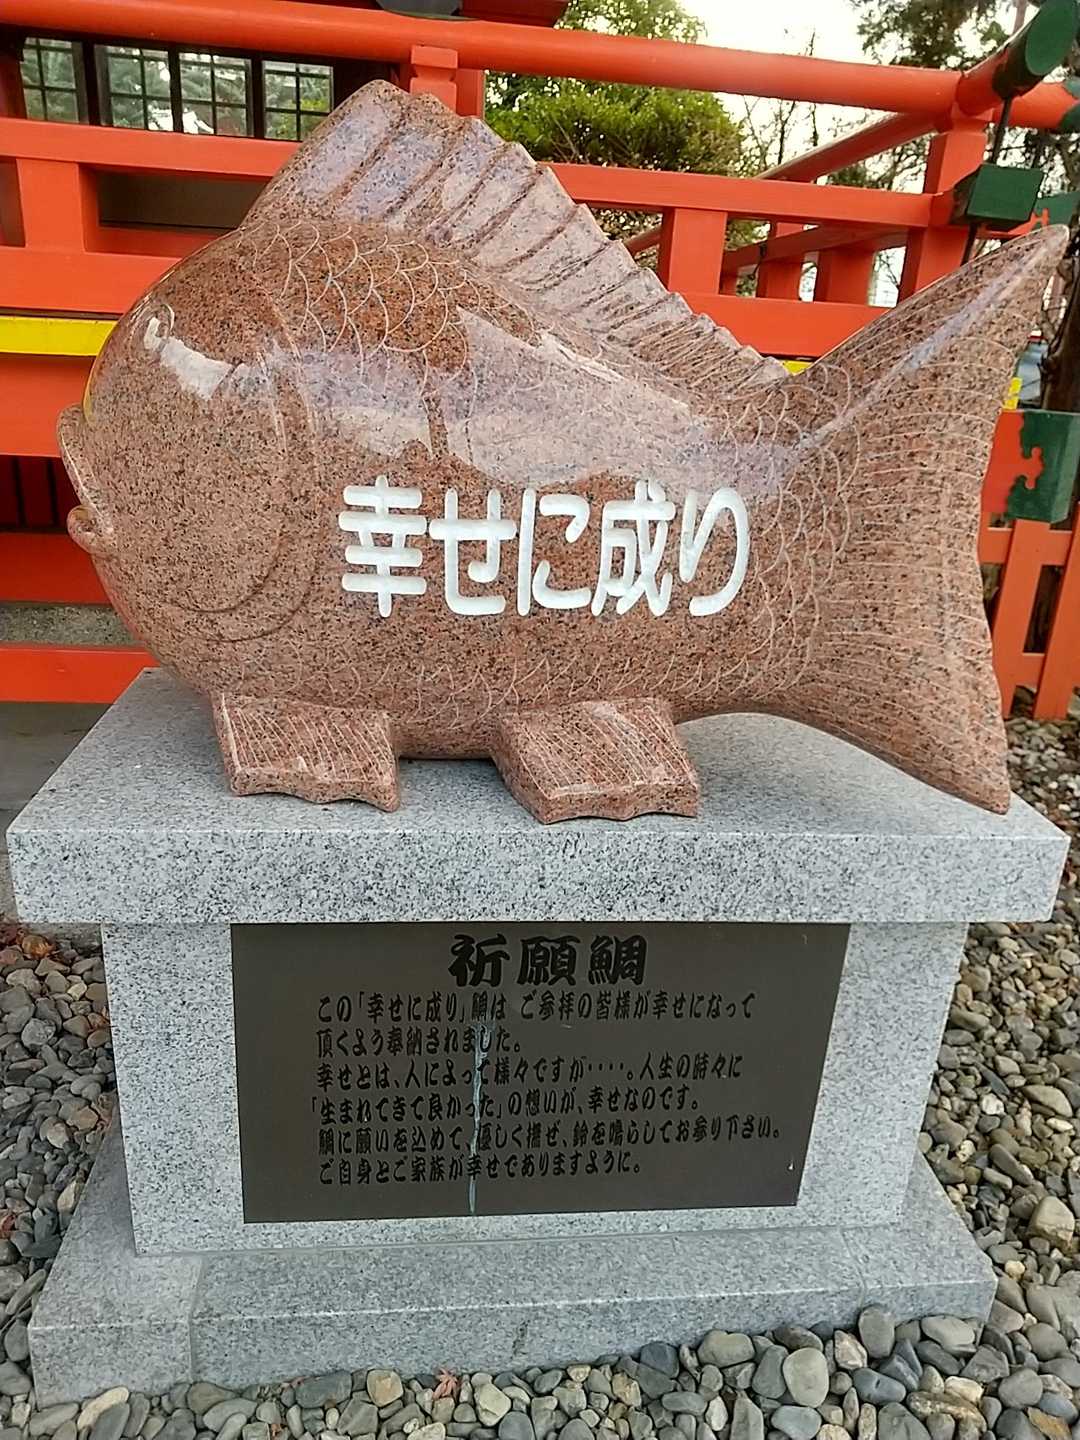 幸せに成り
祈願鯛
この「幸せに成り」鯛は ご参拝の皆様が幸せになって
頂くよう奉納されました。
幸せとは、人によって様々ですが‥‥。人生の時々に
「生まれてきて良かった」の想いが、幸せなのです。
鯛に願いを込めて、優しく撫ぜ、鈴を鳴らしてお参り下さい。
ご自身とご家族が幸せでありますように。